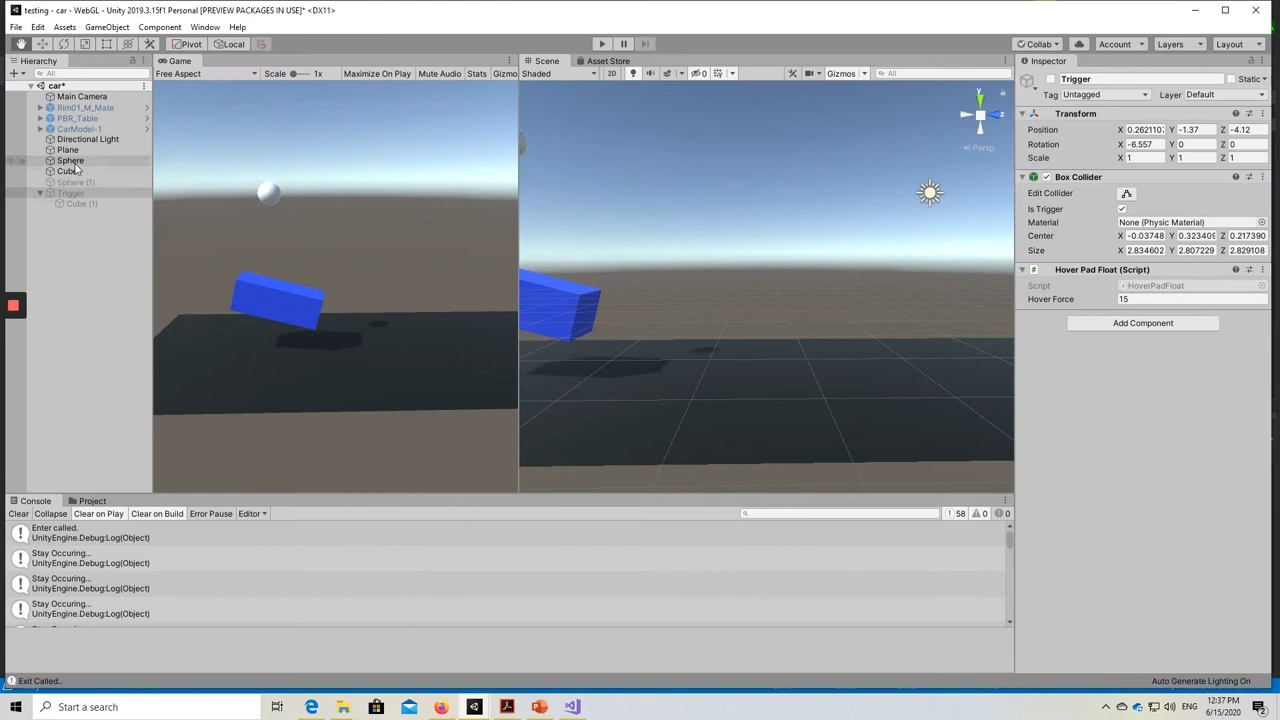 testing - car - WebGL - Unity 2019.3.15f1 Personal [PREVIEW PACKAGES IN USE]* <DX11>
File Edit Assets GameObject Component Window Help
Pivot Local Collab Account Layers Layout
Hierarchy Game Scene Asset Store Inspector
All Free Aspect Scale 1x Maximize On Play Mute Audio Stats Gizmo Shaded 2D 0 Gizmos All Trigger Static
car*
Tag Untagged Layer Default
Main Camera
Rim01_M_Mate
PBR_Table
CarModel-1
Directional Light
Plane
Sphere
Cube
Sphere (1)
Trigger
Cube (1)
y
z
Persp
Transform
Position X 0.262110 Y -1.37 Z -4.12
Rotation X -6.557 Y 0 Z 0
Scale X 1 Y 1 Z 1
Box Collider
Edit Collider
Is Trigger
Material None (Physic Material)
Center X -0.03748 Y 0.323409 Z 0.217390
Size X 2.834602 Y 2.807229 Z 2.829108
Hover Pad Float (Script)
Script HoverPadFloat
Hover Force 15
Add Component
Console Project
Clear Collapse Clear on Play Clear on Build Error Pause Editor 58 0 0
Enter called.
UnityEngine.Debug:Log(Object)
Stay Occuring...
UnityEngine.Debug:Log(Object)
Stay Occuring...
UnityEngine.Debug:Log(Object)
Stay Occuring...
UnityEngine.Debug:Log(Object)
Exit Called..
Auto Generate Lighting On
Start a search
ENG
12:37 PM
6/15/2020
2